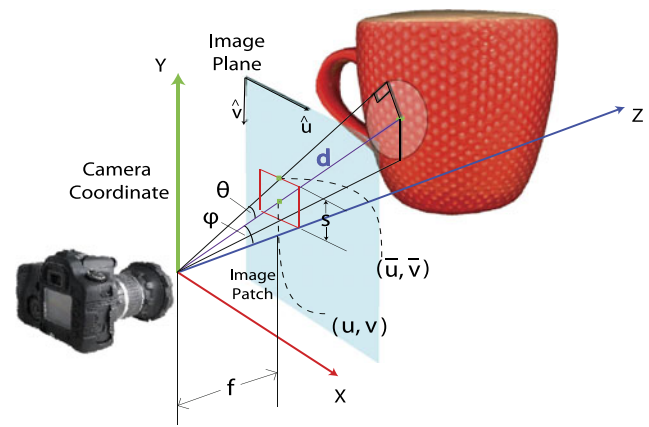 Image
Plane
Y
v̂
û
Z
d
Camera
Coordinate
θ
φ
s
(ū, v̄)
Image
Patch
(u, v)
f
X